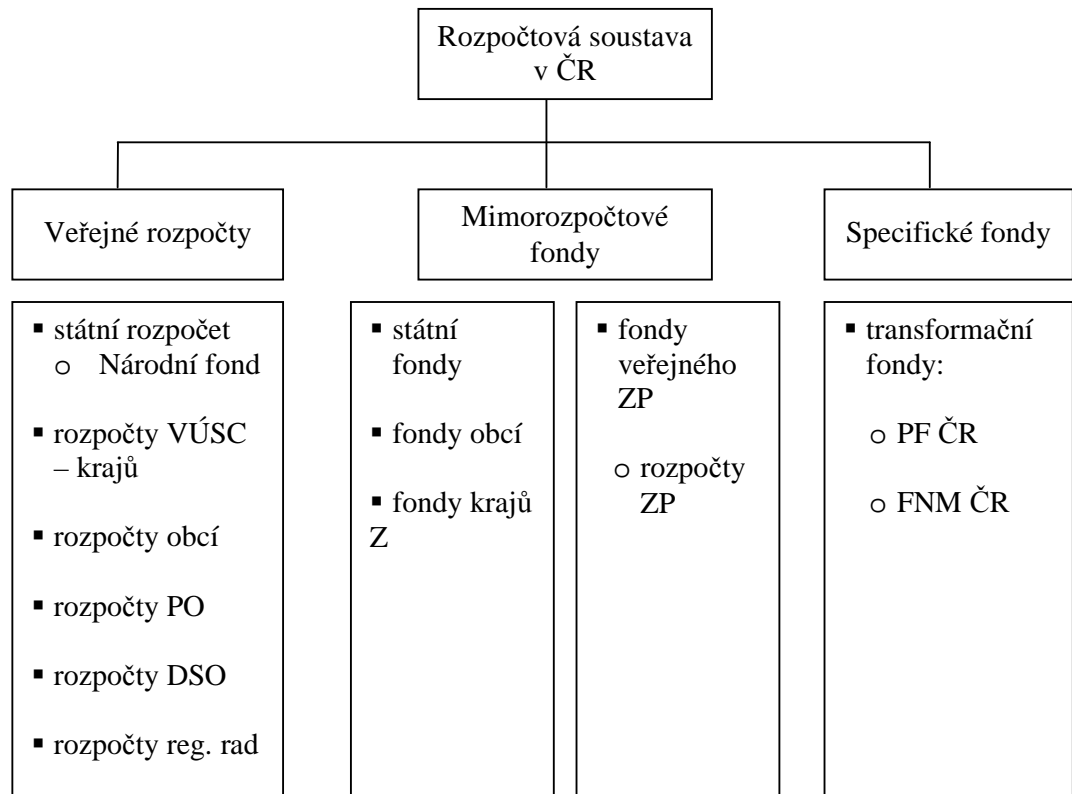 Rozpočtová soustava
v ČR
Veřejné rozpočty
Mimorozpočtové
fondy
Specifické fondy
▪ státní rozpočet
o Národní fond
▪ rozpočty VÚSC
– krajů
▪ rozpočty obcí
▪ rozpočty PO
▪ rozpočty DSO
▪ rozpočty reg. rad
▪ státní
fondy
▪ fondy obcí
▪ fondy krajů
Z
▪ fondy
veřejného
ZP
o rozpočty
ZP
▪ transformační
fondy:
o PF ČR
o FNM ČR